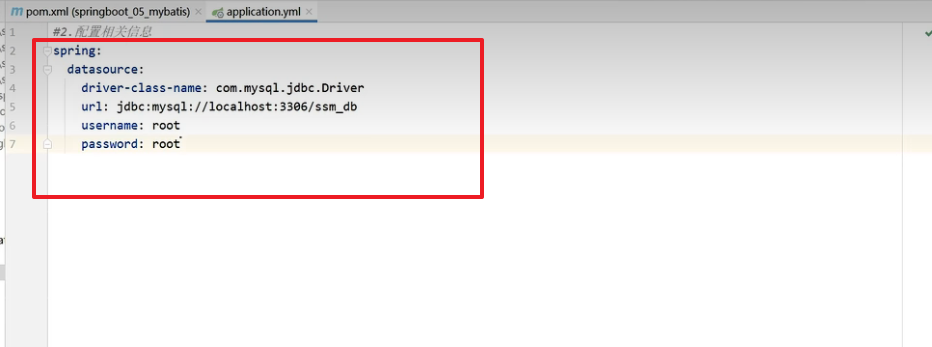 pom.xml (springboot_05_mybatis) application.yml
1 #2.配置相关信息
2 spring:
3 datasource:
4 driver-class-name: com.mysql.jdbc.Driver
5 url: jdbc:mysql://localhost:3306/ssm_db
6 username: root
7 password: root